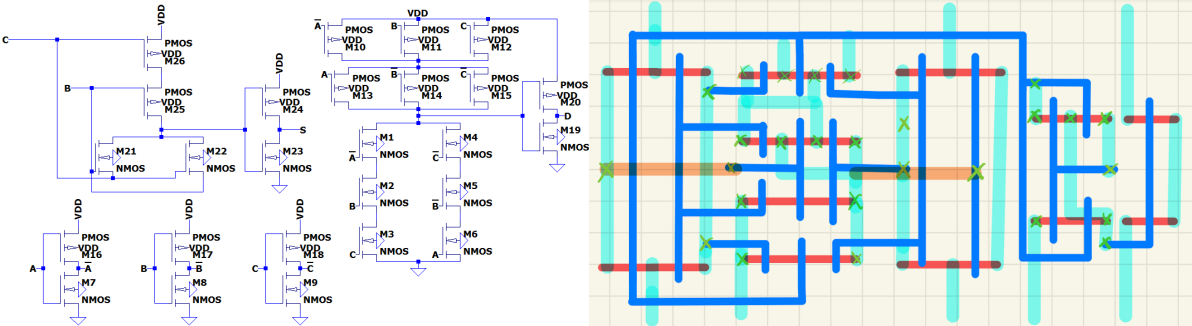 VDD
C
PMOS
VDD
M26
B
PMOS
VDD
M25
M21
NMOS
M22
NMOS
VDD
PMOS
VDD
M24
S
M23
NMOS
VDD
A̅
PMOS
VDD
M10
B
PMOS
VDD
M11
C
PMOS
VDD
M12
A
PMOS
VDD
M13
B̅
PMOS
VDD
M14
C̅
PMOS
VDD
M15
PMOS
VDD
M20
D
M19
NMOS
M1
A̅
NMOS
M4
C̅
NMOS
M2
B
NMOS
M5
B̅
NMOS
M3
C
NMOS
M6
A
NMOS
VDD
PMOS
VDD
M16
A
A̅
M7
NMOS
VDD
PMOS
VDD
M17
B
B̅
M8
NMOS
VDD
PMOS
VDD
M18
C
C̅
M9
NMOS